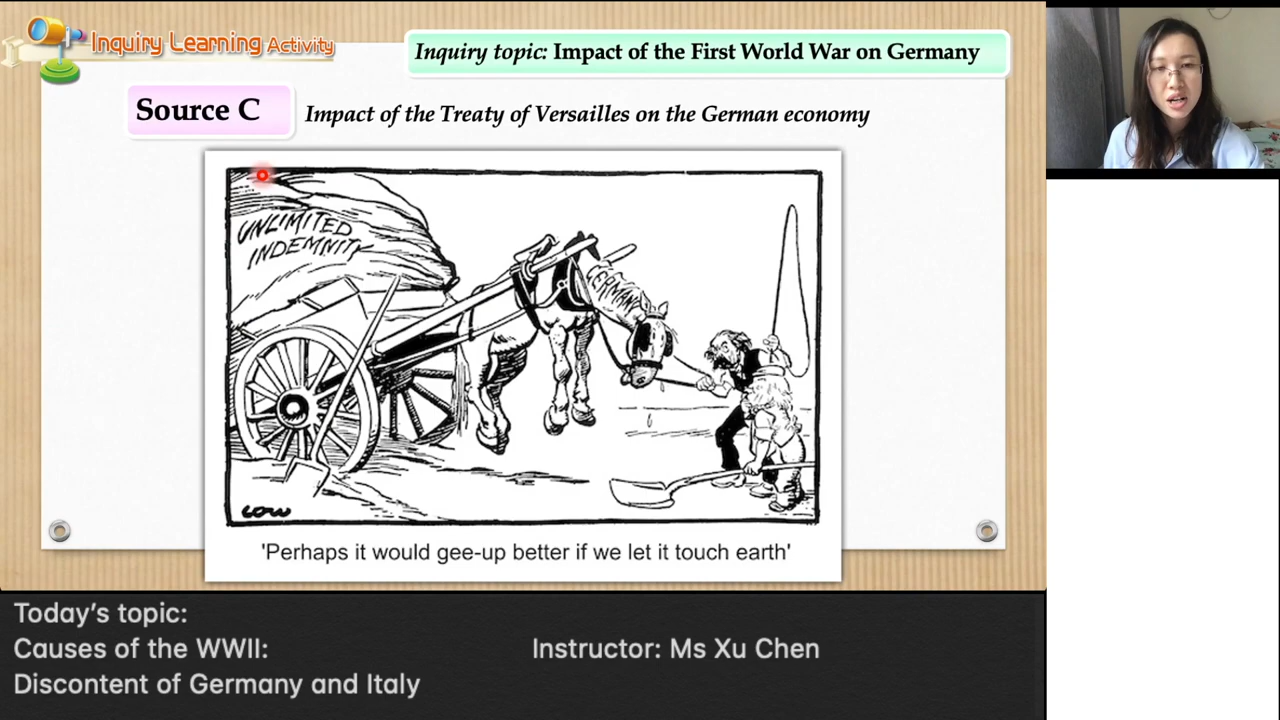 Inquiry Learning Activity
Inquiry topic: Impact of the First World War on Germany
Source C
Impact of the Treaty of Versailles on the German economy
UNLIMITED
INDEMNITY
GERMANY
LOW
'Perhaps it would gee-up better if we let it touch earth'
Today's topic:
Causes of the WWII:
Instructor: Ms Xu Chen
Discontent of Germany and Italy